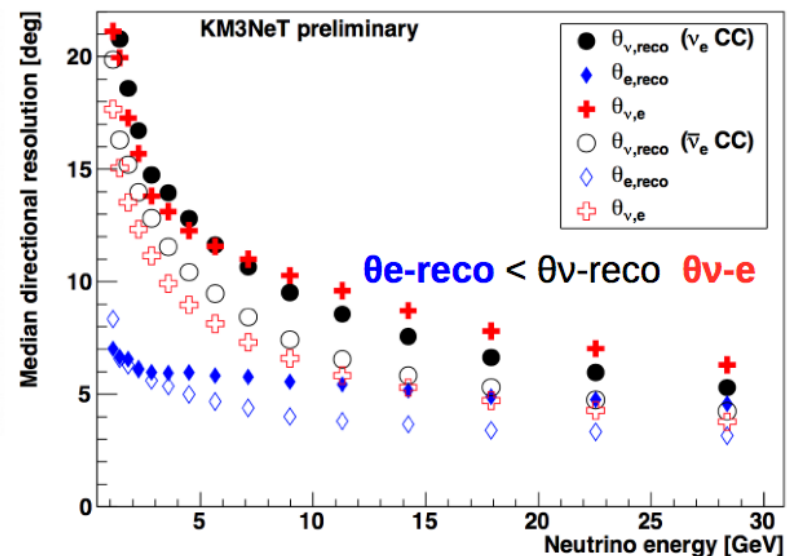 KM3NeT preliminary
Median directional resolution [deg]
20
15
10
5
0
θν,reco (νe CC)
θe,reco
θν,e
θν,reco (ν̄e CC)
θe,reco
θν,e
θe-reco < θν-reco θν-e
5 10 15 20 25 30
Neutrino energy [GeV]